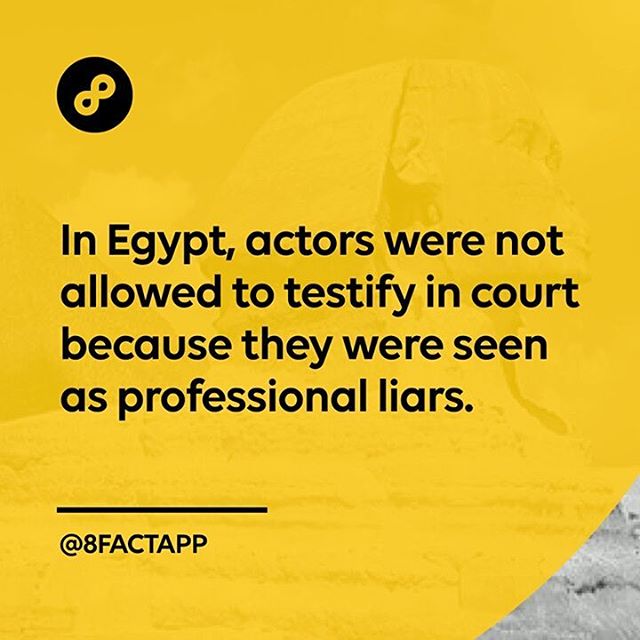 In Egypt, actors were not
allowed to testify in court
because they were seen
as professional liars.
@8FACTAPP